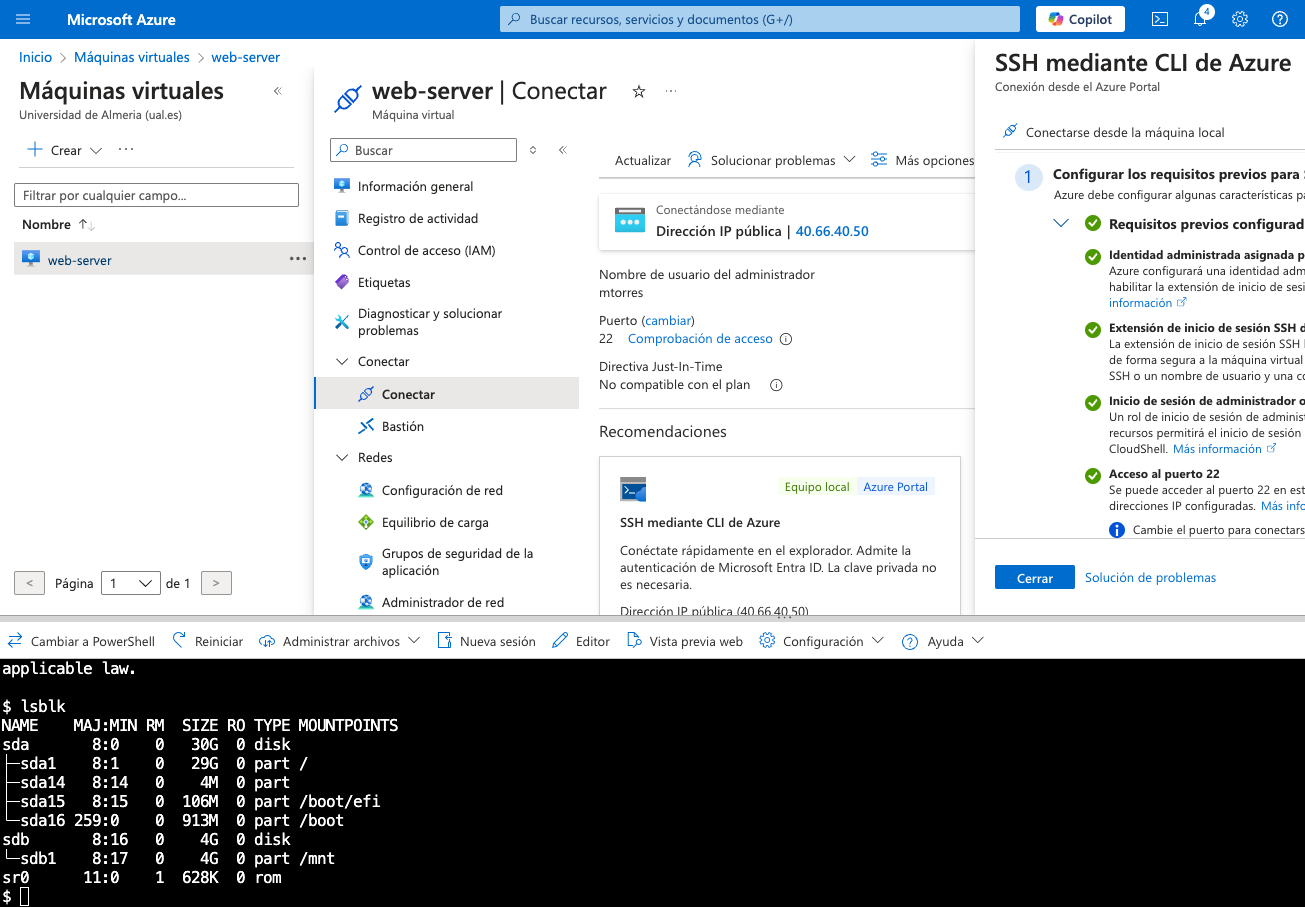 Microsoft Azure
Buscar recursos, servicios y documentos (G+/)
Copilot
4
Inicio > Máquinas virtuales > web-server
Máquinas virtuales
Universidad de Almeria (ual.es)
Crear
Filtrar por cualquier campo...
Nombre
web-server
< Página 1 de 1 >
web-server | Conectar
Máquina virtual
Buscar
Información general
Registro de actividad
Control de acceso (IAM)
Etiquetas
Diagnosticar y solucionar
problemas
Conectar
Conectar
Bastión
Redes
Configuración de red
Equilibrio de carga
Grupos de seguridad de la
aplicación
Administrador de red
Actualizar Solucionar problemas Más opciones
Conectándose mediante
Dirección IP pública | 40.66.40.50
Nombre de usuario del administrador
mtorres
Puerto (cambiar)
22 Comprobación de acceso
Directiva Just-In-Time
No compatible con el plan
Recomendaciones
Equipo local Azure Portal
SSH mediante CLI de Azure
Conéctate rápidamente en el explorador. Admite la
autenticación de Microsoft Entra ID. La clave privada no
es necesaria.
Dirección IP pública (40.66.40.50)
SSH mediante CLI de Azure
Conexión desde el Azure Portal
Conectarse desde la máquina local
1 Configurar los requisitos previos para
Azure debe configurar algunas características
Requisitos previos configurad
Identidad administrada asignada p
Azure configurará una identidad adm
habilitar la extensión de inicio de sesi
información
Extensión de inicio de sesión SSH d
La extensión de inicio de sesión SSH
de forma segura a la máquina virtual
SSH o un nombre de usuario y una co
Inicio de sesión de administrador o
Un rol de inicio de sesión de adminis
recursos permitirá el inicio de sesión
CloudShell. Más información
Acceso al puerto 22
Se puede acceder al puerto 22 en est
direcciones IP configuradas. Más info
Cambie el puerto para conectars
Cerrar Solución de problemas
Cambiar a PowerShell Reiniciar Administrar archivos Nueva sesión Editor Vista previa web Configuración Ayuda
applicable law.
$ lsblk
NAME MAJ:MIN RM SIZE RO TYPE MOUNTPOINTS
sda 8:0 0 30G 0 disk
├─sda1 8:1 0 29G 0 part /
├─sda14 8:14 0 4M 0 part
├─sda15 8:15 0 106M 0 part /boot/efi
└─sda16 259:0 0 913M 0 part /boot
sdb 8:16 0 4G 0 disk
└─sdb1 8:17 0 4G 0 part /mnt
sr0 11:0 1 628K 0 rom
$